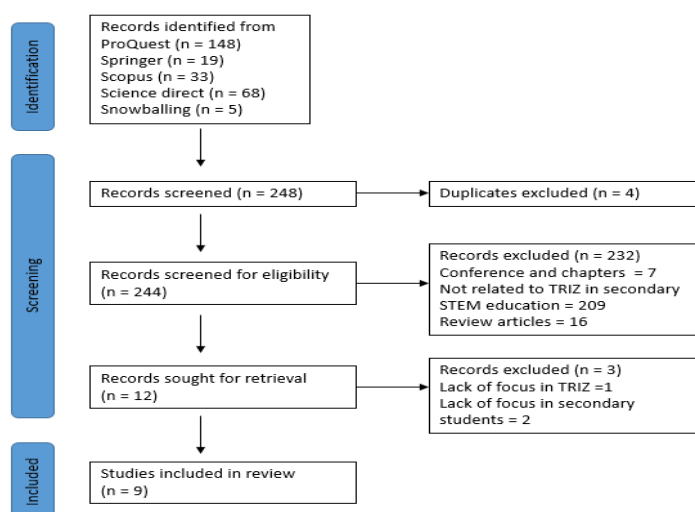 Identification
Records identified from
ProQuest (n = 148)
Springer (n = 19)
Scopus (n = 33)
Science direct (n = 68)
Snowballing (n = 5)
Screening
Records screened (n = 248)
Duplicates excluded (n = 4)
Records screened for eligibility
(n = 244)
Records excluded (n = 232)
Conference and chapters = 7
Not related to TRIZ in secondary
STEM education = 209
Review articles = 16
Records sought for retrieval
(n = 12)
Records excluded (n = 3)
Lack of focus in TRIZ =1
Lack of focus in secondary
students = 2
Included
Studies included in review
(n = 9)